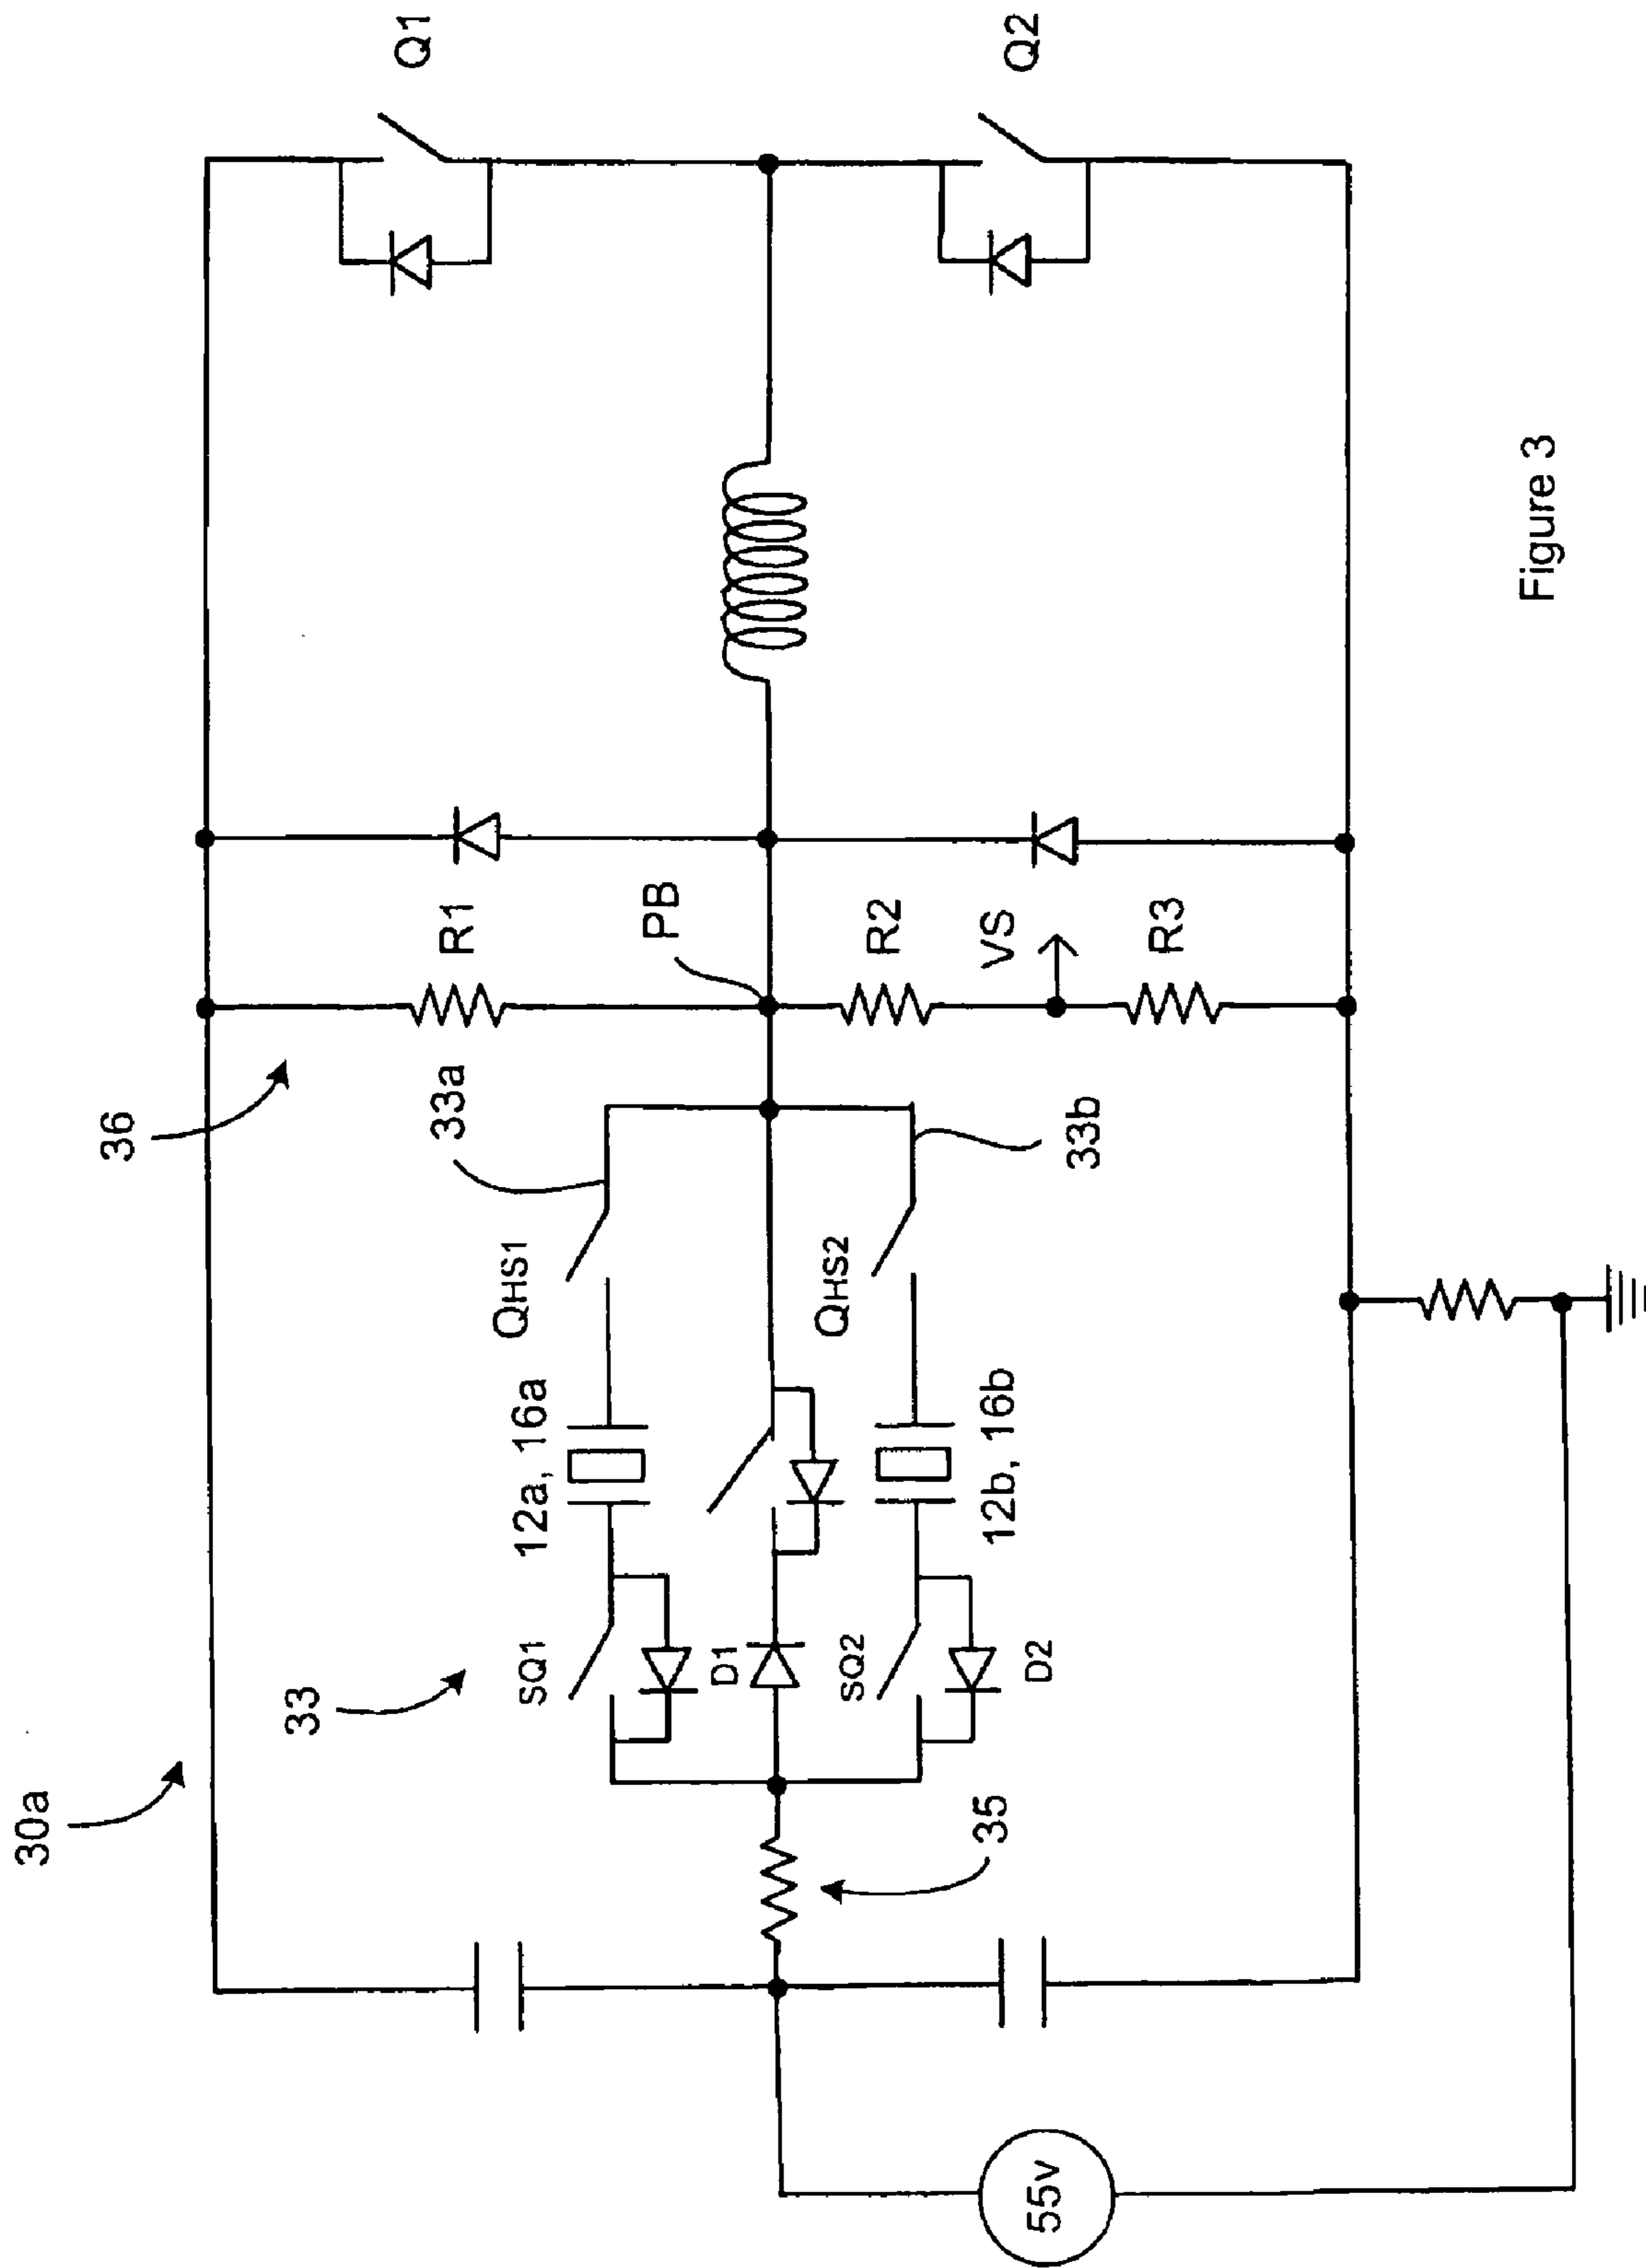 30a
33
36
33a
R1
PB
R2
VS
R3
33b
QHS1
12a, 16a
QHS2
12b, 16b
SQ1
D1
SQ2
D2
35
55v
Q1
Q2
Figure 3